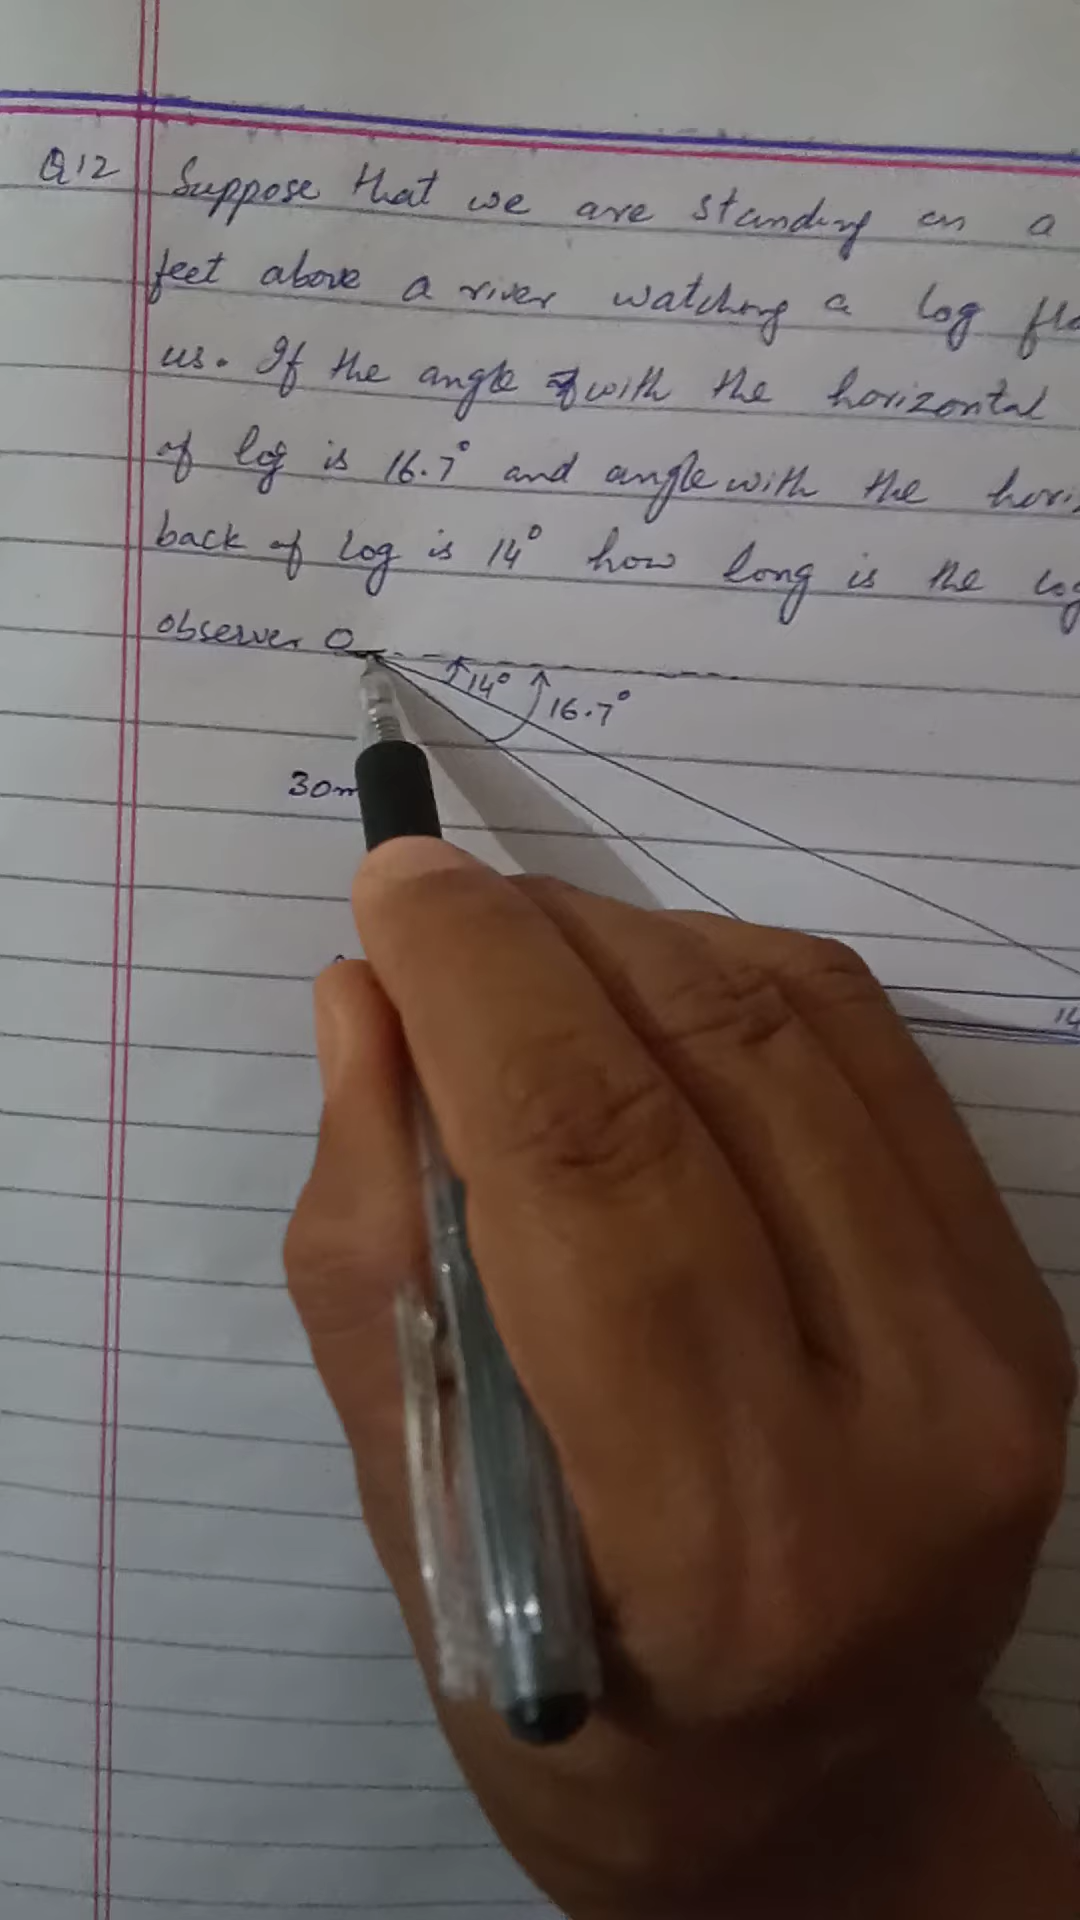 Q12 Suppose that we are standing on a
feet above a river watching a log
us. If the angle with the horizontal
of log is 16.7° and angle with the
back of log is 14° how long is the log
observer O
14°
16.7°
30m
14